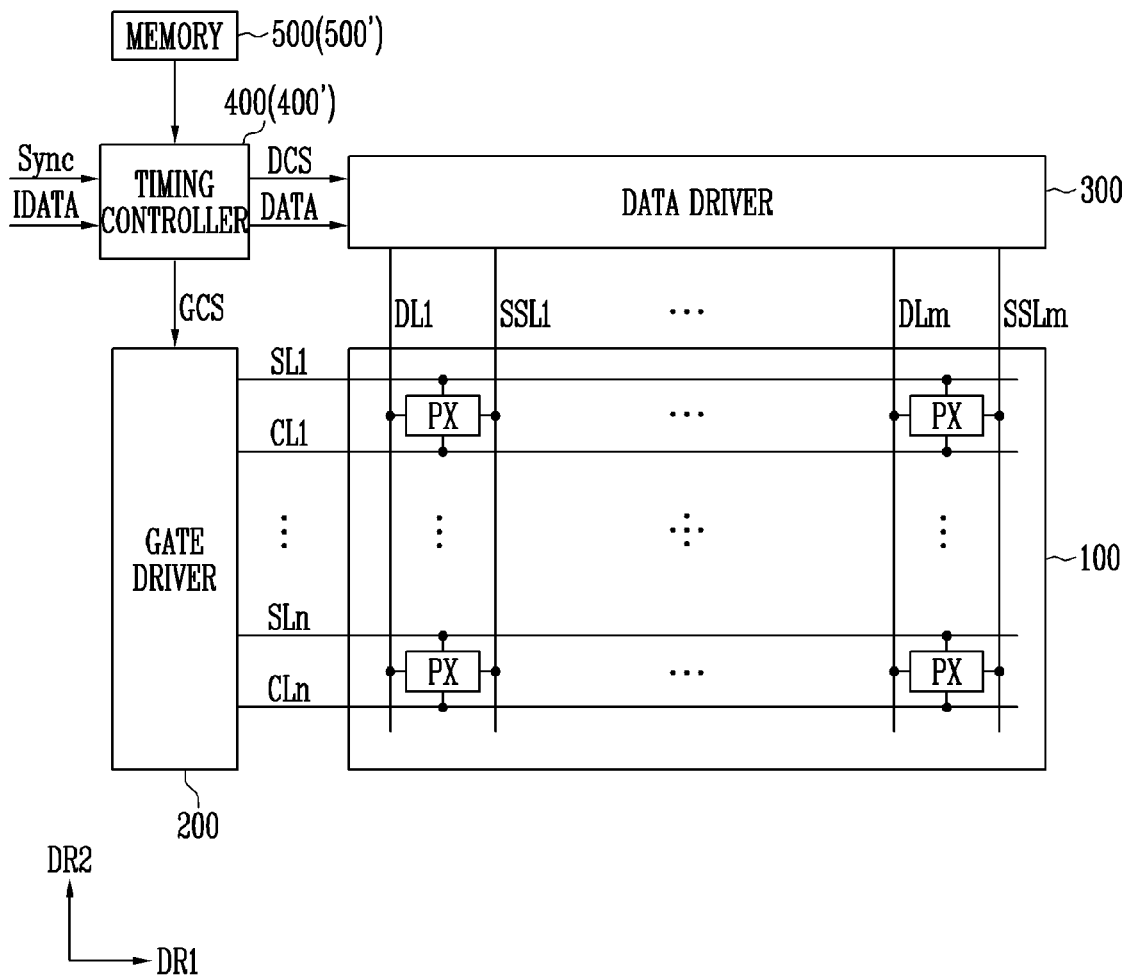 MEMORY
500(500')
400(400')
Sync
IDATA
TIMING
CONTROLLER
DCS
DATA
DATA DRIVER
300
GCS
DL1
SSL1
...
DLm
SSLm
SL1
PX
...
PX
CL1
GATE
DRIVER
100
SLn
PX
...
PX
CLn
200
DR2
DR1